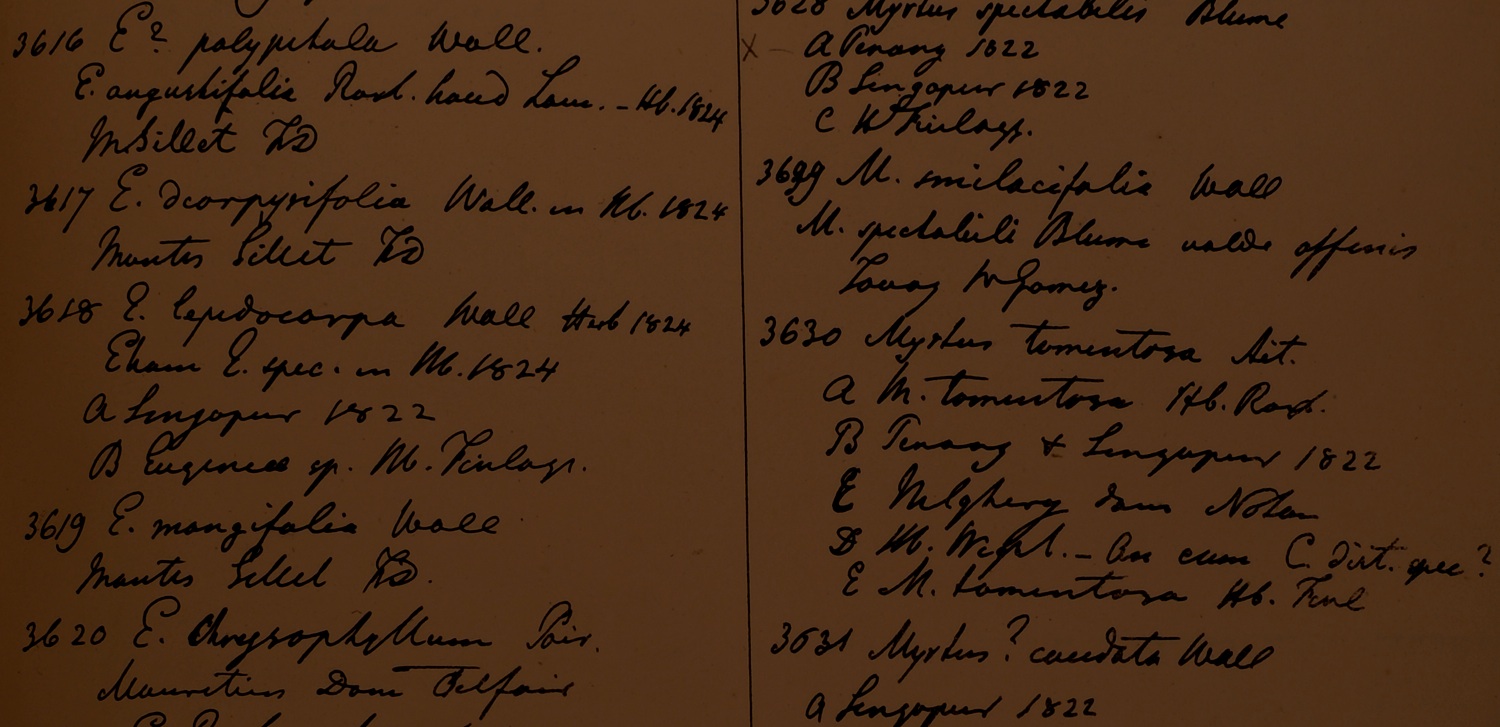 3616 E? polypetala Wall.
E. angustifolia Roxb. haud Lam. - Hb. 1824
M Sillet FD
3617 E. Wall. in Hb. 1824
Montes Sillet FD
3618 E. lepidocarpa Wall Herb 1824
E. spec. in Hb. 1824
A Singapur 1822
B Eugeniae sp. Hb. Finlays.
3619 E. mangifolia Wall
Montes Sillet FD.
3620 E. Chrysophyllum Poir.
Mauritius Dom Telfair
3628 Myrtus spectabilis Blume
X - A Penang 1822
B Singapur 1822
C Hb Finlays.
3629 M. smilacifolia Wall
M. spectabili Blume valde affinis
Tavoy W Gomez.
3630 Myrtus tomentosa Ait.
A M. tomentosa Hb. Roxb.
B Penang & Singapur 1822
E Nilghery dom Noton
D Hb. Wight. - An cum C. dist. spec?
E M. tomentosa Hb. Finl
3631 Myrtus? caudata Wall
A Singapur 1822